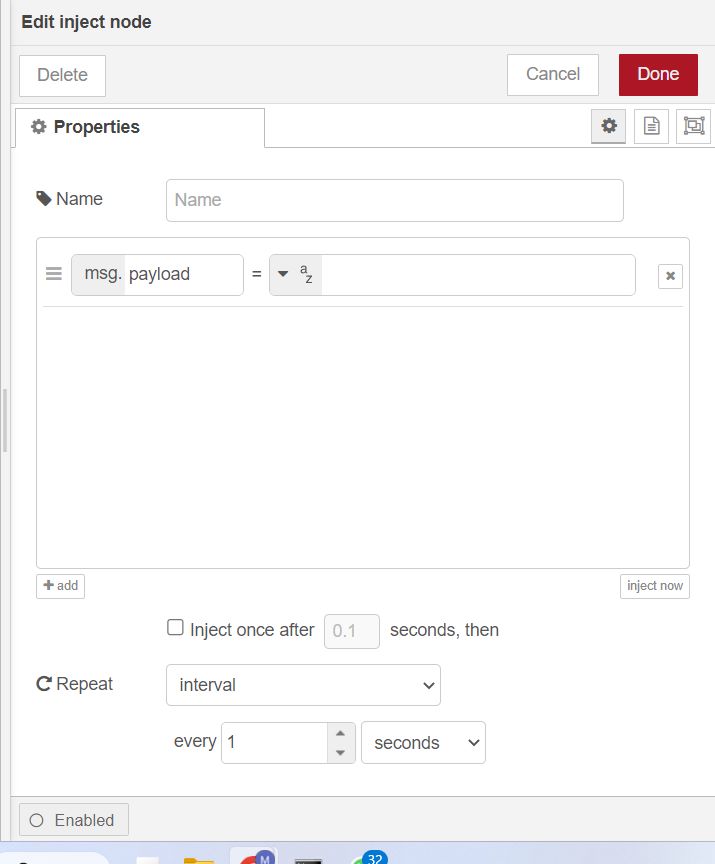 Edit inject node
Delete
Cancel
Done
Properties
Name
Name
msg. payload = a z
add
inject now
Inject once after 0.1 seconds, then
Repeat
interval
every 1 seconds
Enabled
M
32